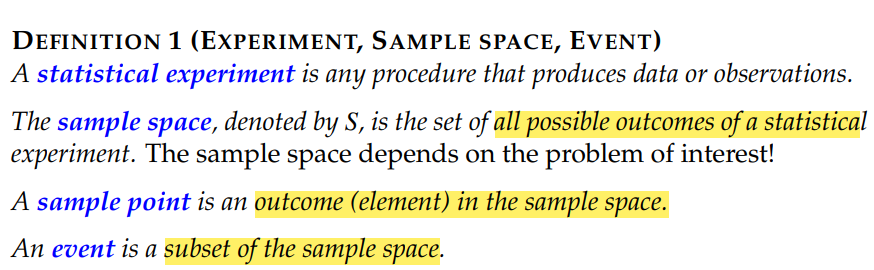 DEFINITION 1 (EXPERIMENT, SAMPLE SPACE, EVENT)
A statistical experiment is any procedure that produces data or observations.
The sample space, denoted by S, is the set of all possible outcomes of a statistical
experiment. The sample space depends on the problem of interest!
A sample point is an outcome (element) in the sample space.
An event is a subset of the sample space.